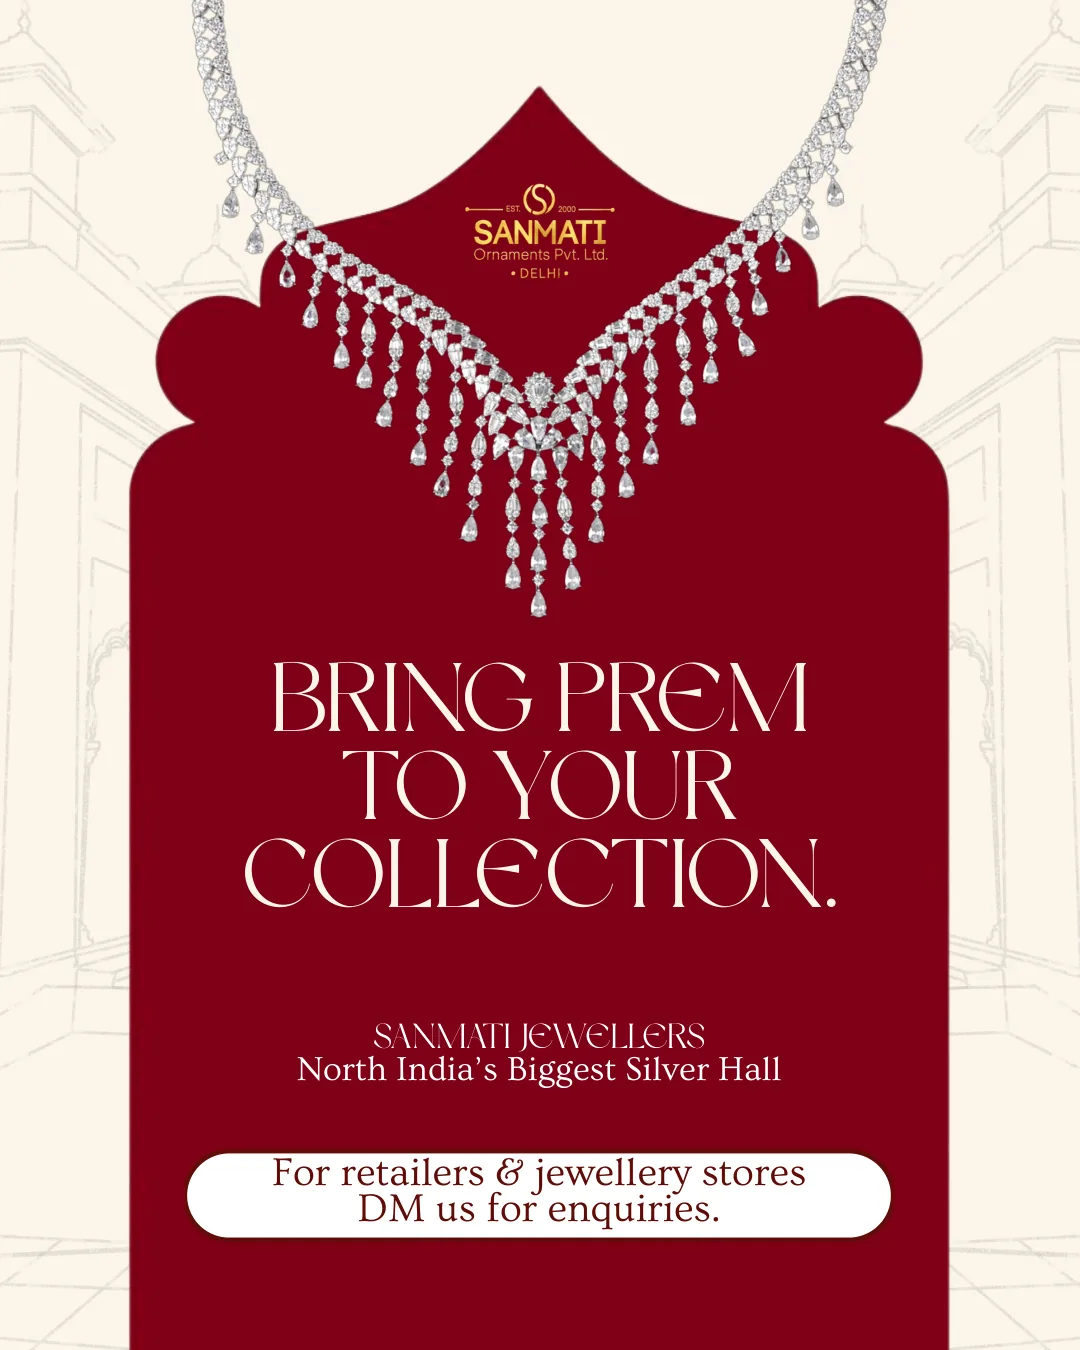 EST. 2000
SANMATI
Ornaments Pvt. Ltd.
• DELHI •
BRING PREM
TO YOUR
COLLECTION.
SANMATI JEWELLERS
North India’s Biggest Silver Hall
For retailers & jewellery stores
DM us for enquiries.